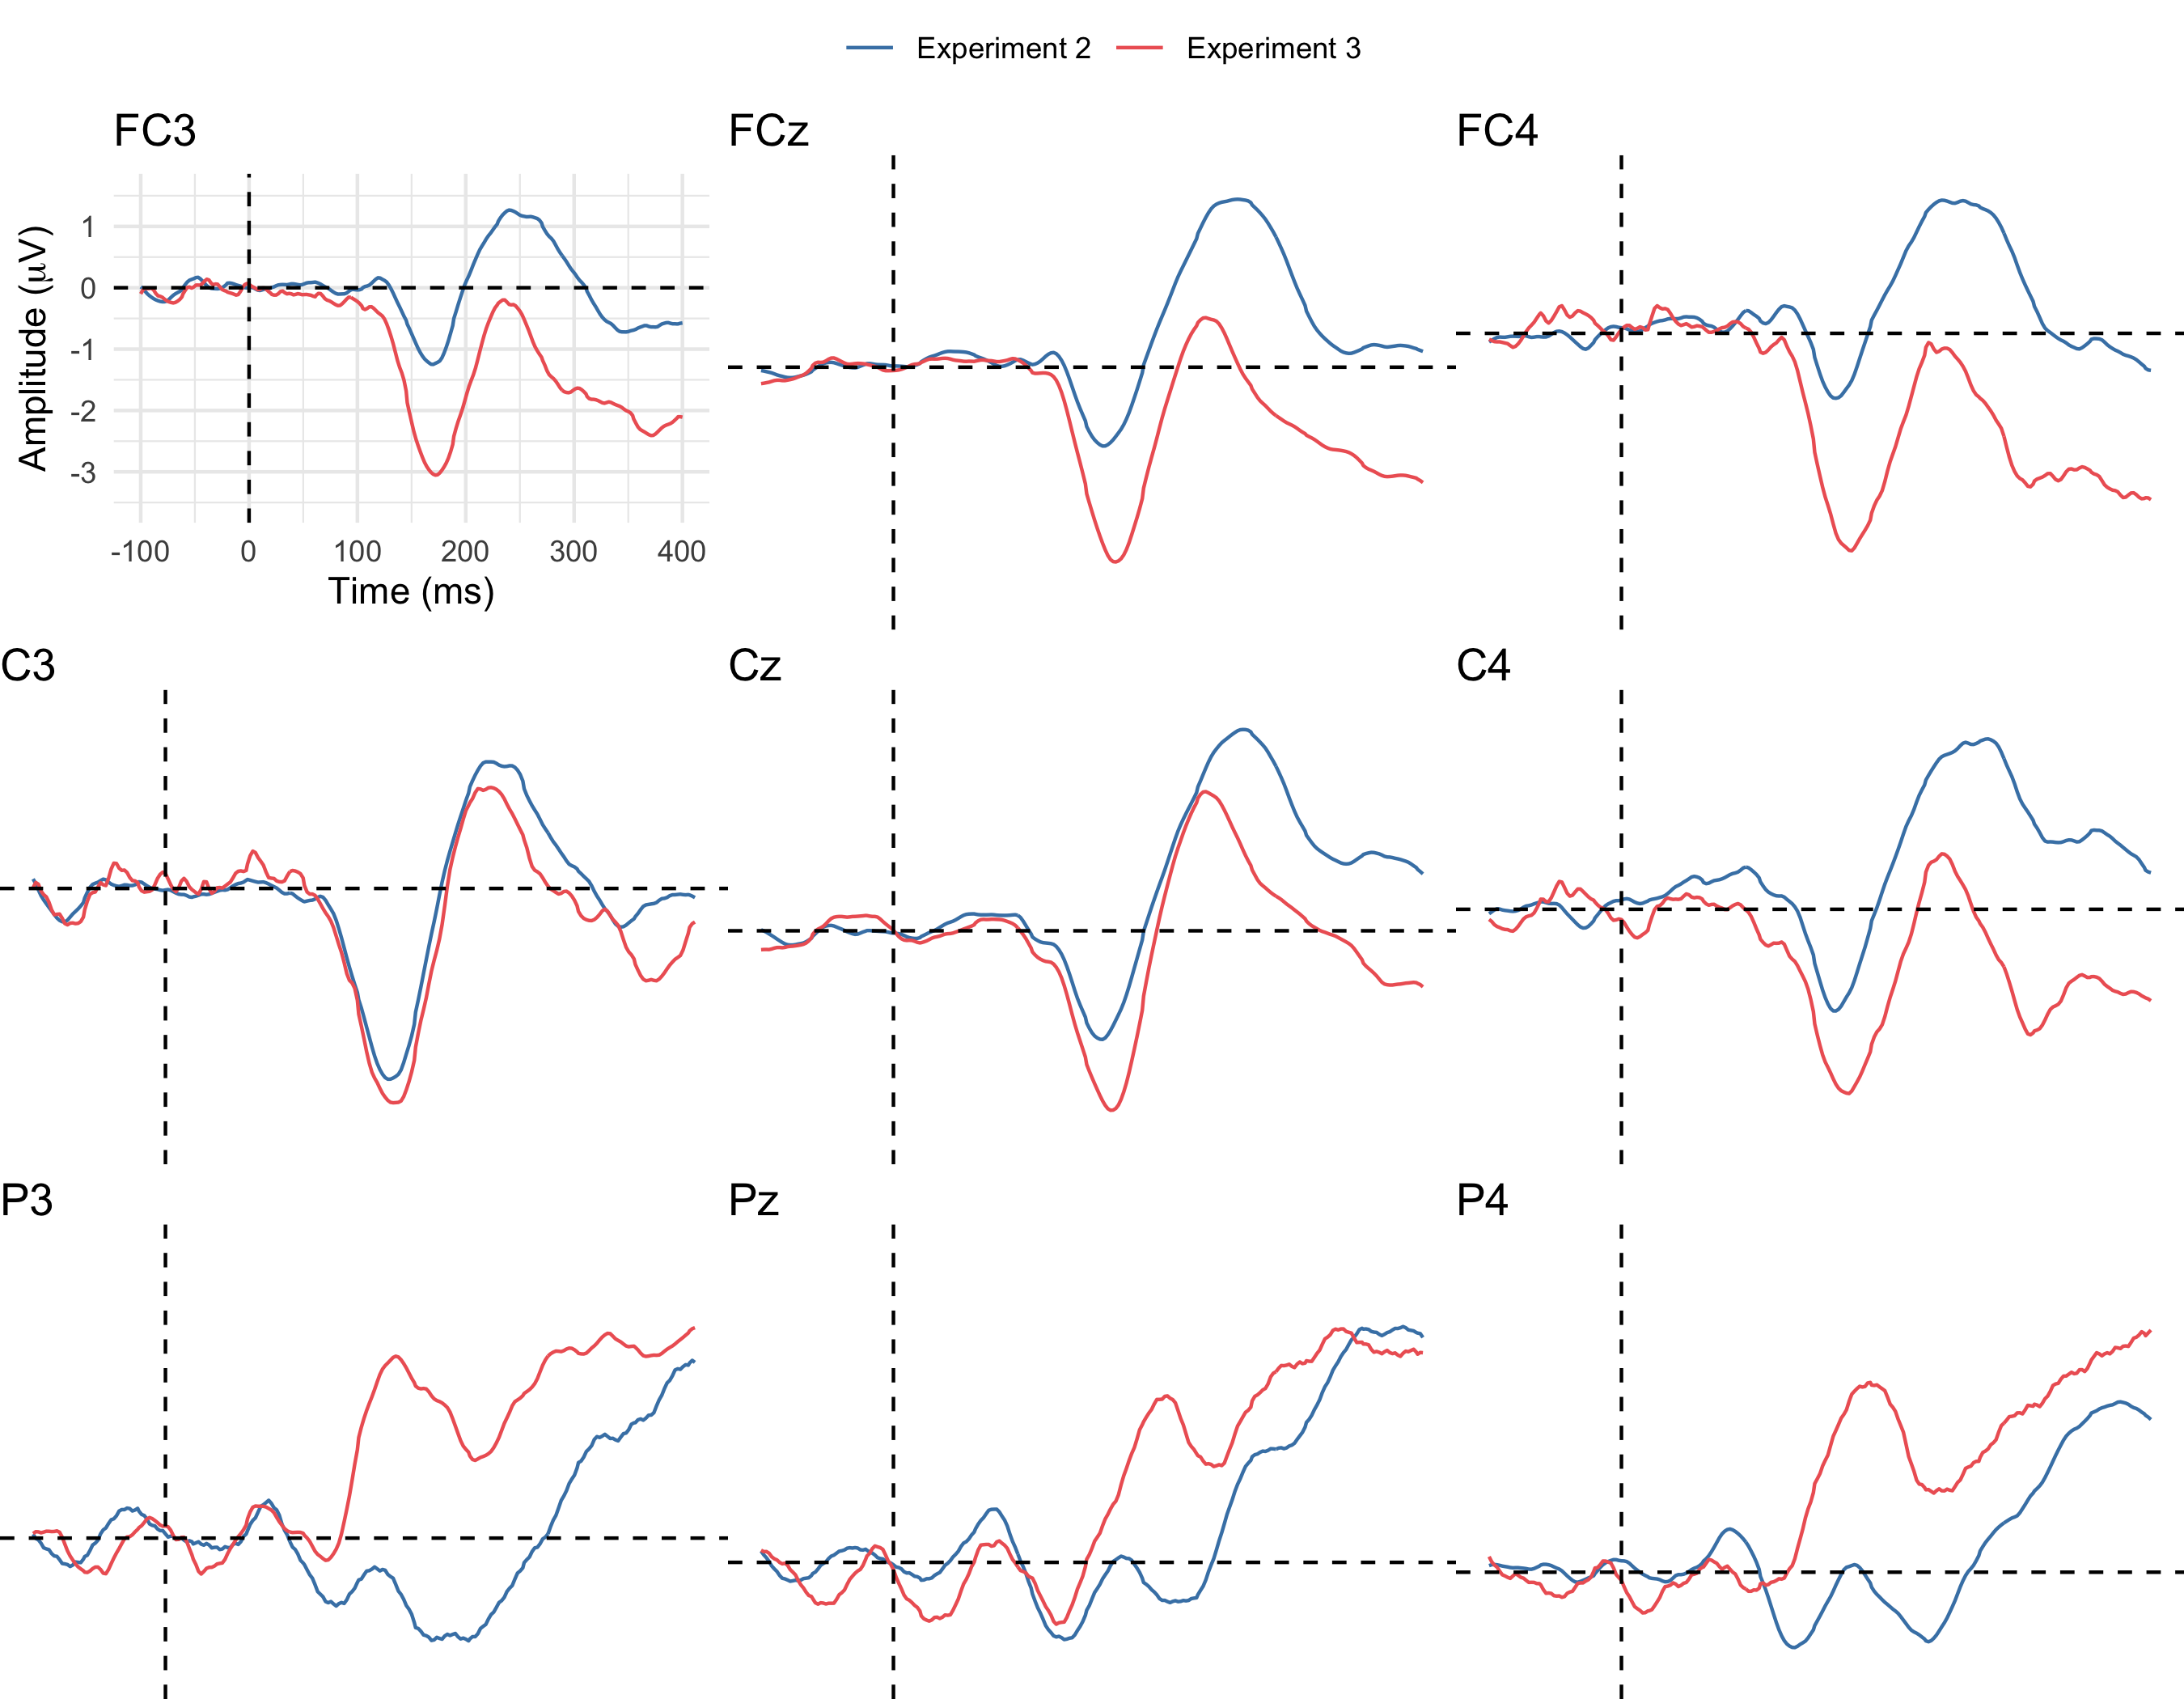 Experiment 2 Experiment 3
FC3
FCz
FC4
Amplitude (μV)
1
0
-1
-2
-3
-100 0 100 200 300 400
Time (ms)
C3
Cz
C4
P3
Pz
P4